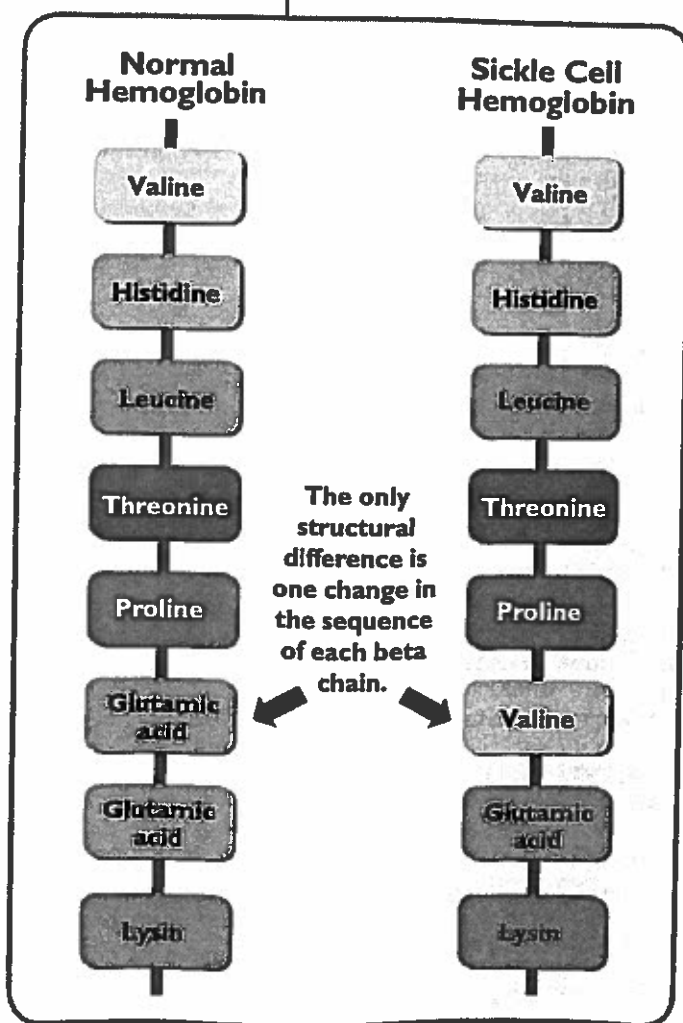 Normal
Hemoglobin
Valine
Histidine
Leucine
Threonine
Proline
Glutamic
acid
Glutamic
acid
Lysin
The only
structural
difference is
one change in
the sequence
of each beta
chain.
Sickle Cell
Hemoglobin
Valine
Histidine
Leucine
Threonine
Proline
Valine
Glutamic
acid
Lysin